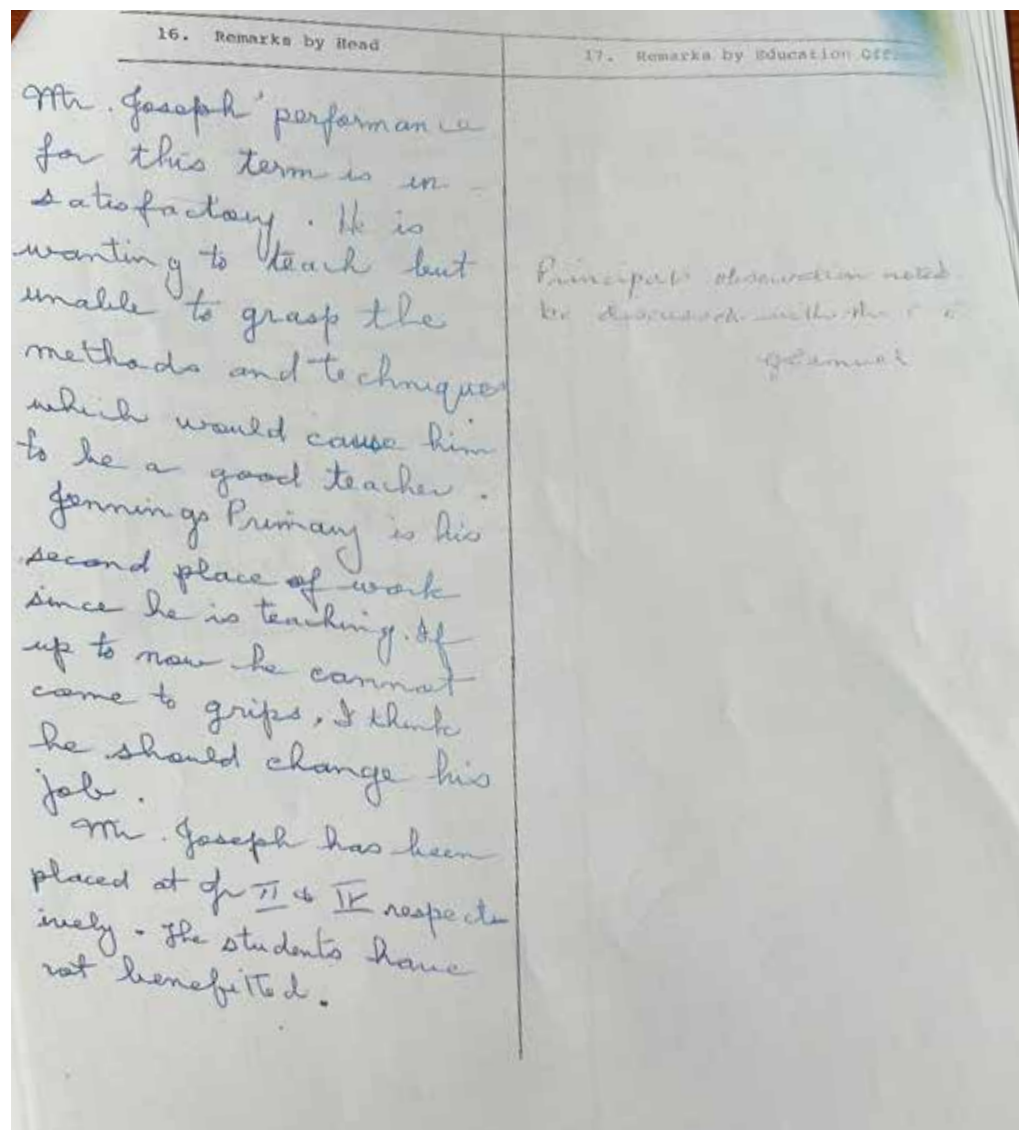 16. Remarks by Head
Mr. Joseph' performance
for this term is in -
satisfactory. He is
wanting to teach but
unable to grasp the
methods and techniques
which would cause him
to be a good teacher.
Jennings Primary is his
second place of work
since he is teaching. If
up to now he cannot
come to grips, I think
he should change his
job.
Mr. Joseph has been
placed at Gr II & IV respect
ively. The students have
not benefitted.
17. Remarks by Education Off
Principal's observation noted
be with the